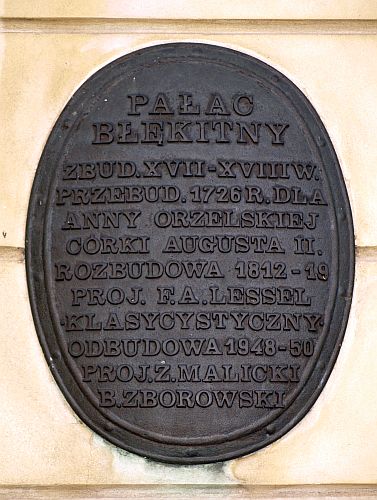 PAŁAC
BŁĘKITNY
ZBUD. XVII-XVIII W.
PRZEBUD. 1726 R. DLA
ANNY ORZELSKIEJ
CÓRKI AUGUSTA II.
ROZBUDOWA 1812-19
PROJ. F.A. LESSEL
·KLASYCYSTYCZNY·
ODBUDOWA 1948-50
PROJ. Z. MALICKI
B. ZBOROWSKI